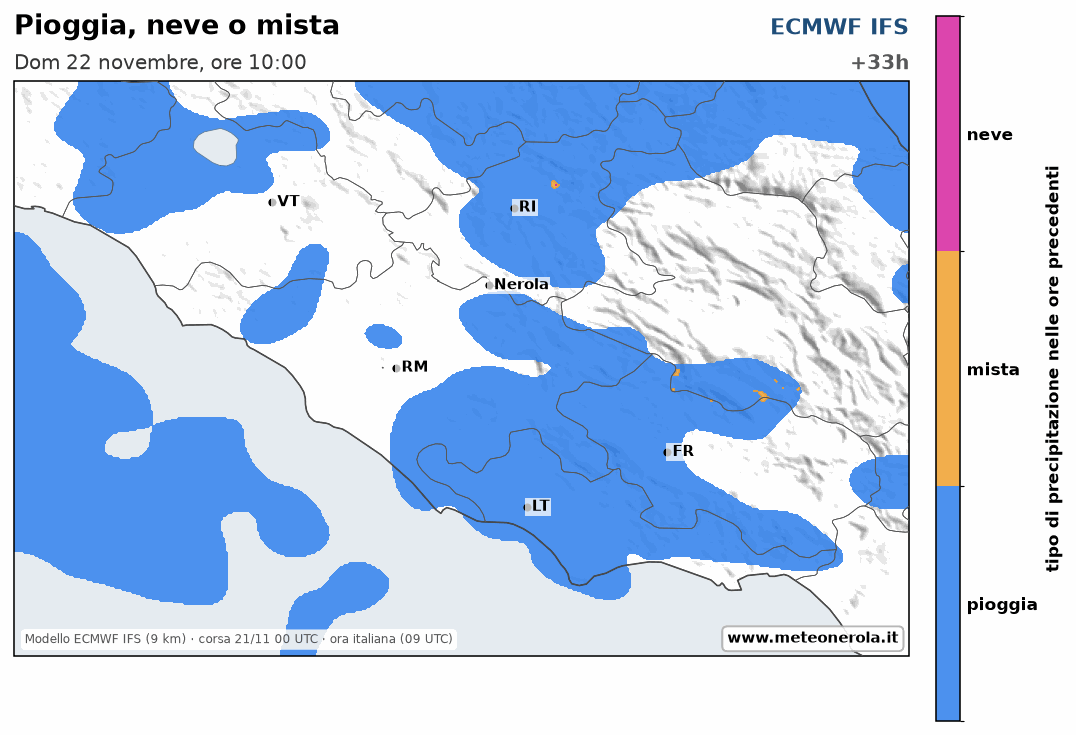 Pioggia, neve o mista
ECMWF IFS
Dom 22 novembre, ore 10:00
+33h
neve
mista
pioggia
tipo di precipitazione nelle ore precedenti
VT
RI
Nerola
RM
FR
LT
Modello ECMWF IFS (9 km) · corsa 21/11 00 UTC · ora italiana (09 UTC)
www.meteonerola.it